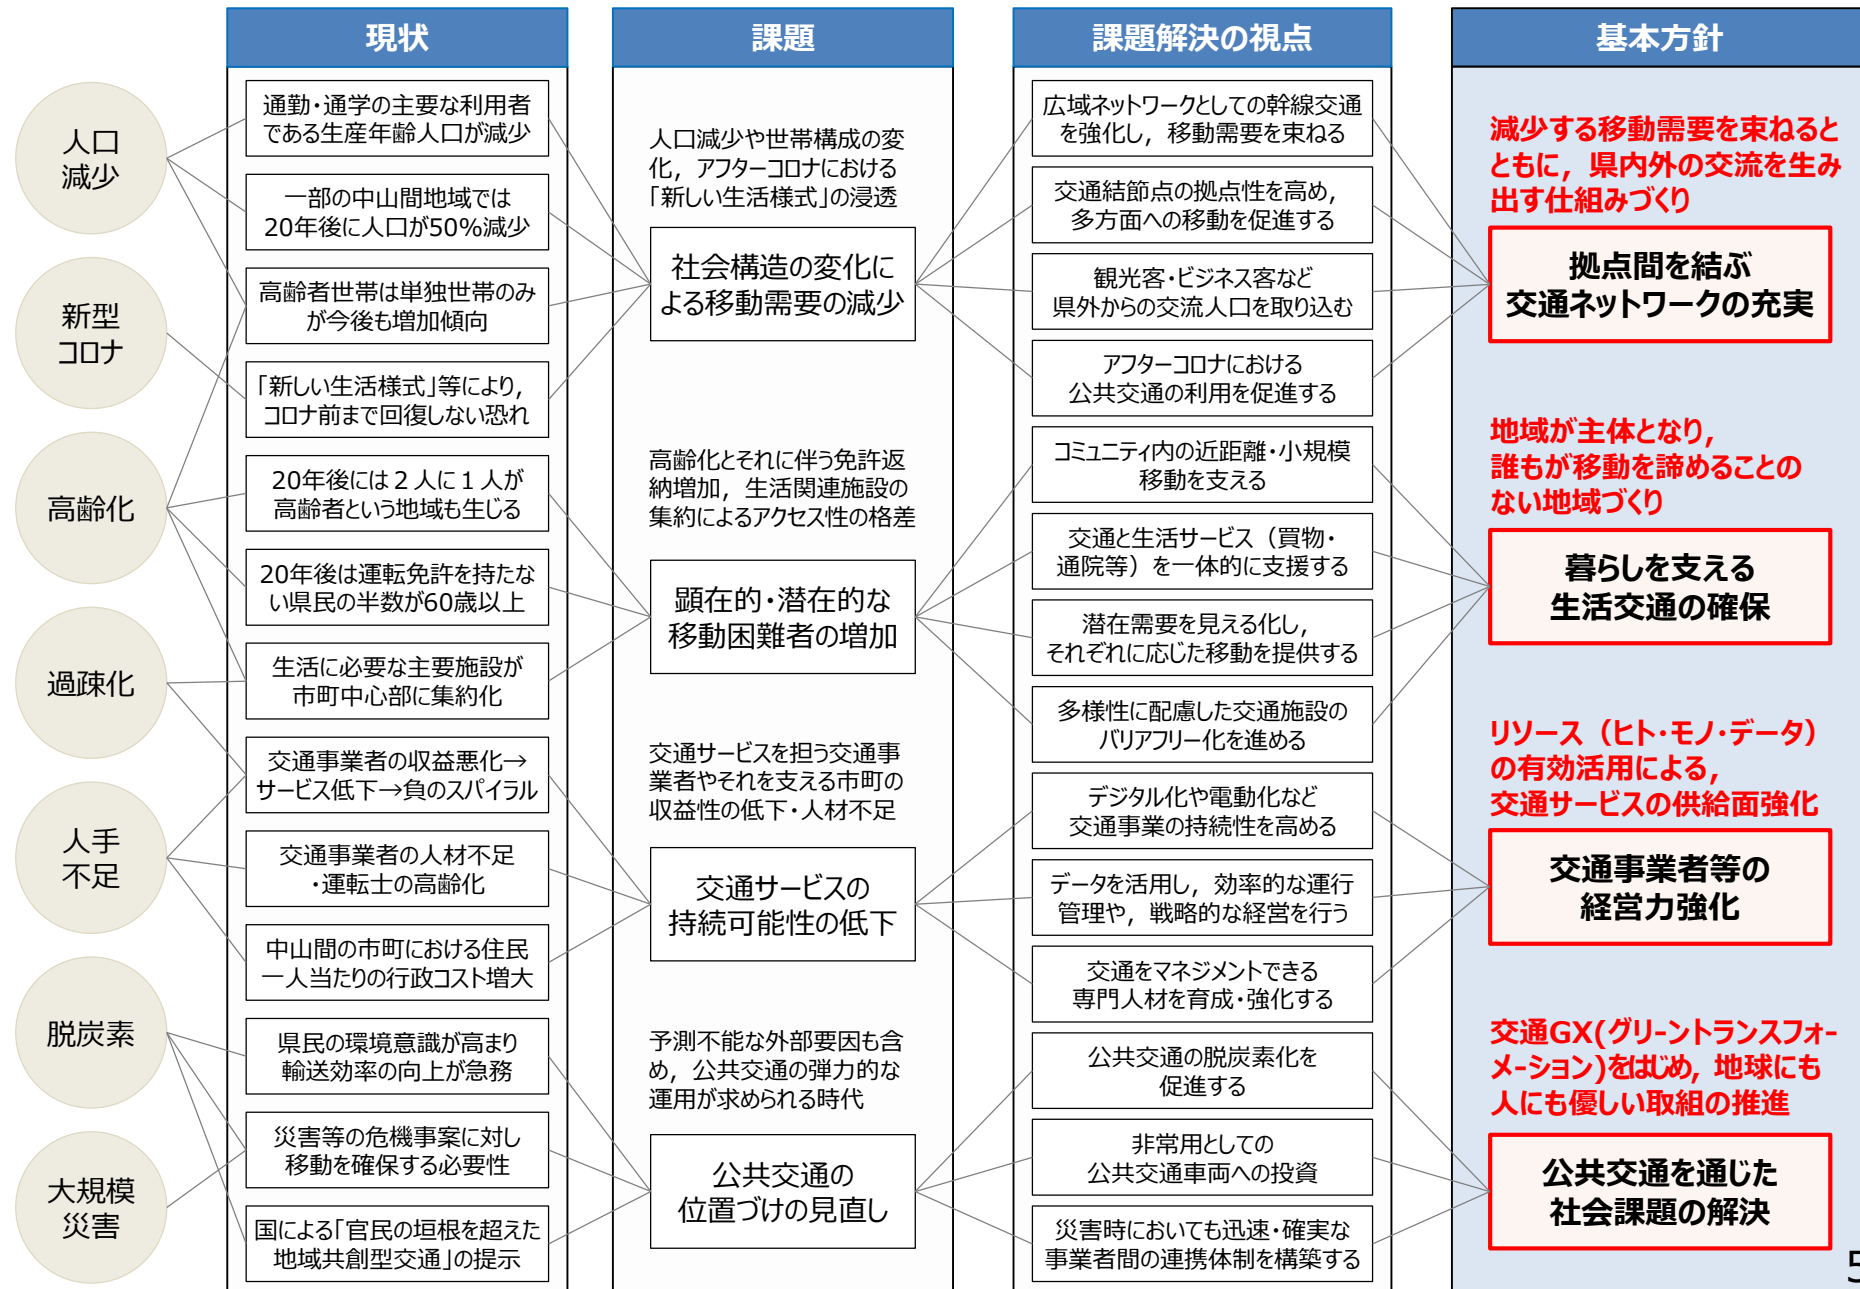 現状
課題
課題解決の視点
基本方針
人口
減少
新型
コロナ
高齢化
過疎化
人手
不足
脱炭素
大規模
災害
通勤・通学の主要な利用者
である生産年齢人口が減少
一部の中山間地域では
20年後に人口が50%減少
高齢者世帯は単独世帯のみ
が今後も増加傾向
「新しい生活様式」等により，
コロナ前まで回復しない恐れ
20年後には２人に１人が
高齢者という地域も生じる
20年後は運転免許を持たな
い県民の半数が60歳以上
生活に必要な主要施設が
市町中心部に集約化
交通事業者の収益悪化→
サービス低下→負のスパイラル
交通事業者の人材不足
・運転士の高齢化
中山間の市町における住民
一人当たりの行政コスト増大
県民の環境意識が高まり
輸送効率の向上が急務
災害等の危機事案に対し
移動を確保する必要性
国による「官民の垣根を超えた
地域共創型交通」の提示
人口減少や世帯構成の変
化，アフターコロナにおける
「新しい生活様式」の浸透
社会構造の変化に
よる移動需要の減少
高齢化とそれに伴う免許返
納増加，生活関連施設の
集約によるアクセス性の格差
顕在的・潜在的な
移動困難者の増加
交通サービスを担う交通事
業者やそれを支える市町の
収益性の低下・人材不足
交通サービスの
持続可能性の低下
予測不能な外部要因も含
め，公共交通の弾力的な
運用が求められる時代
公共交通の
位置づけの見直し
広域ネットワークとしての幹線交通
を強化し，移動需要を束ねる
交通結節点の拠点性を高め，
多方面への移動を促進する
観光客・ビジネス客など
県外からの交流人口を取り込む
アフターコロナにおける
公共交通の利用を促進する
コミュニティ内の近距離・小規模
移動を支える
交通と生活サービス（買物・
通院等）を一体的に支援する
潜在需要を見える化し，
それぞれに応じた移動を提供する
多様性に配慮した交通施設の
バリアフリー化を進める
デジタル化や電動化など
交通事業の持続性を高める
データを活用し，効率的な運行
管理や，戦略的な経営を行う
交通をマネジメントできる
専門人材を育成・強化する
公共交通の脱炭素化を
促進する
非常用としての
公共交通車両への投資
災害時においても迅速・確実な
事業者間の連携体制を構築する
減少する移動需要を束ねると
ともに，県内外の交流を生み
出す仕組みづくり
拠点間を結ぶ
交通ネットワークの充実
地域が主体となり，
誰もが移動を諦めることの
ない地域づくり
暮らしを支える
生活交通の確保
リソース（ヒト・モノ・データ）
の有効活用による，
交通サービスの供給面強化
交通事業者等の
経営力強化
交通GX(グリーントランスフォー
メーション)をはじめ，地球にも
人にも優しい取組の推進
公共交通を通じた
社会課題の解決
5